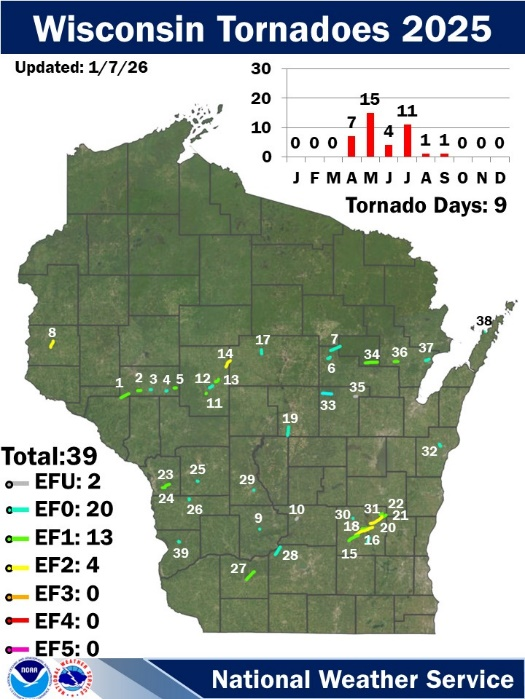 Wisconsin Tornadoes 2025
Updated: 1/7/26
30
20
10
0
0 0 0 7 15 4 11 1 1 0 0 0
J F M A M J J A S O N D
Tornado Days: 9
38
8
17
7
14
6
34 36 37
12 13
1 2 3 4 5
11
33
35
19
32
23
25
24
26
29
9
10
30 31 22
21
18 20
16
15
39
28
27
Total:39
EFU: 2
EF0: 20
EF1: 13
EF2: 4
EF3: 0
EF4: 0
EF5: 0
NOAA
National Weather Service